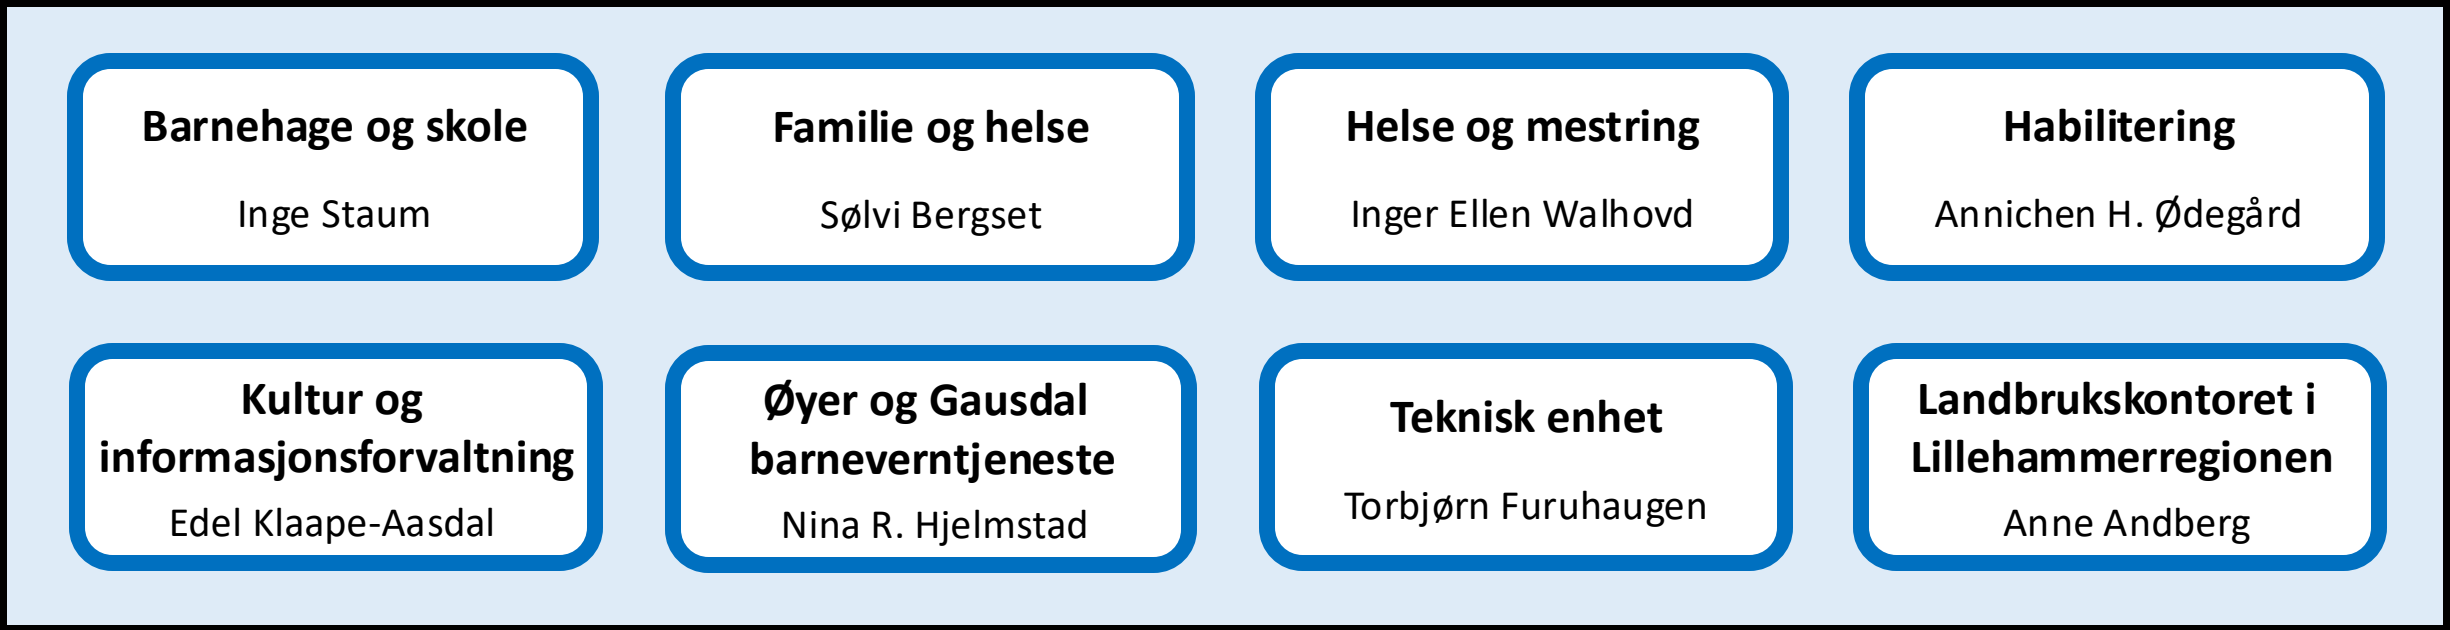 Barnehage og skole
Inge Staum
Familie og helse
Sølvi Bergset
Helse og mestring
Inger Ellen Walhovd
Habilitering
Annichen H. Ødegård
Kultur og
informasjonsforvaltning
Edel Klaape-Aasdal
Øyer og Gausdal
barneverntjeneste
Nina R. Hjelmstad
Teknisk enhet
Torbjørn Furuhaugen
Landbrukskontoret i
Lillehammerregionen
Anne Andberg